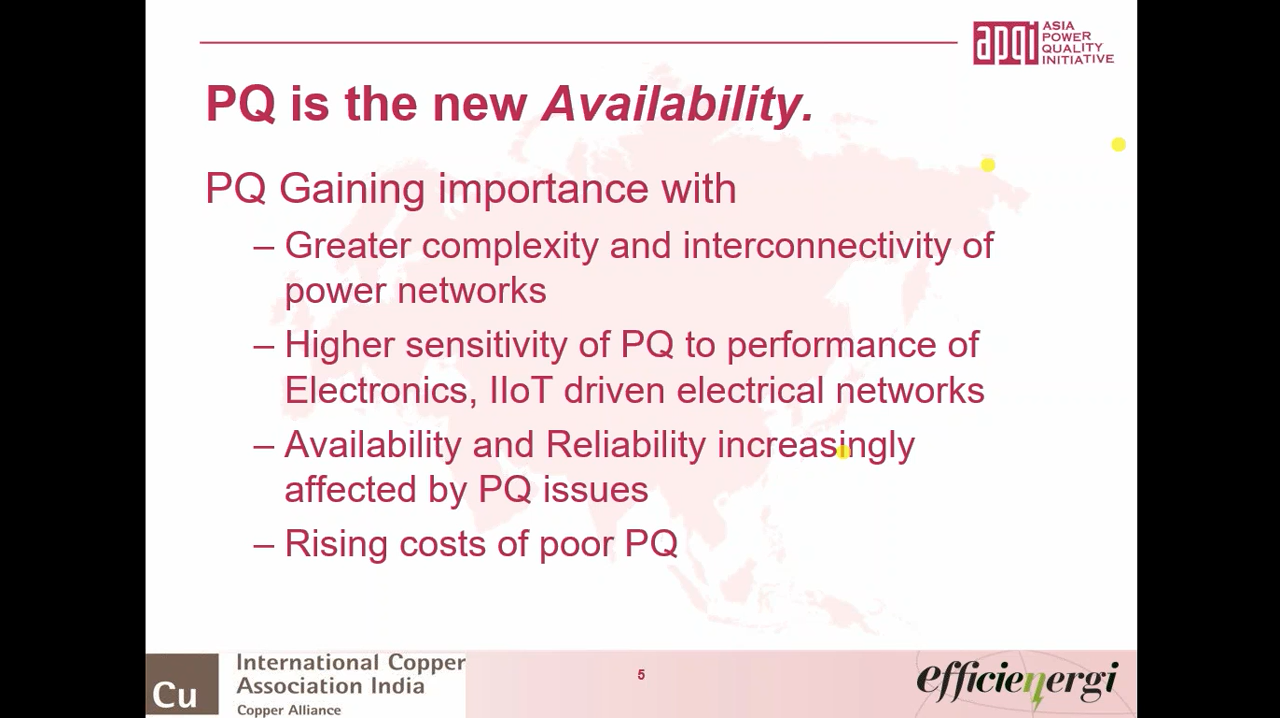 apqi ASIA
POWER
QUALITY
INITIATIVE
PQ is the new Availability.
PQ Gaining importance with
– Greater complexity and interconnectivity of
power networks
– Higher sensitivity of PQ to performance of
Electronics, IIoT driven electrical networks
– Availability and Reliability increasingly
affected by PQ issues
– Rising costs of poor PQ
Cu
International Copper
Association India
Copper Alliance
5
efficienergi